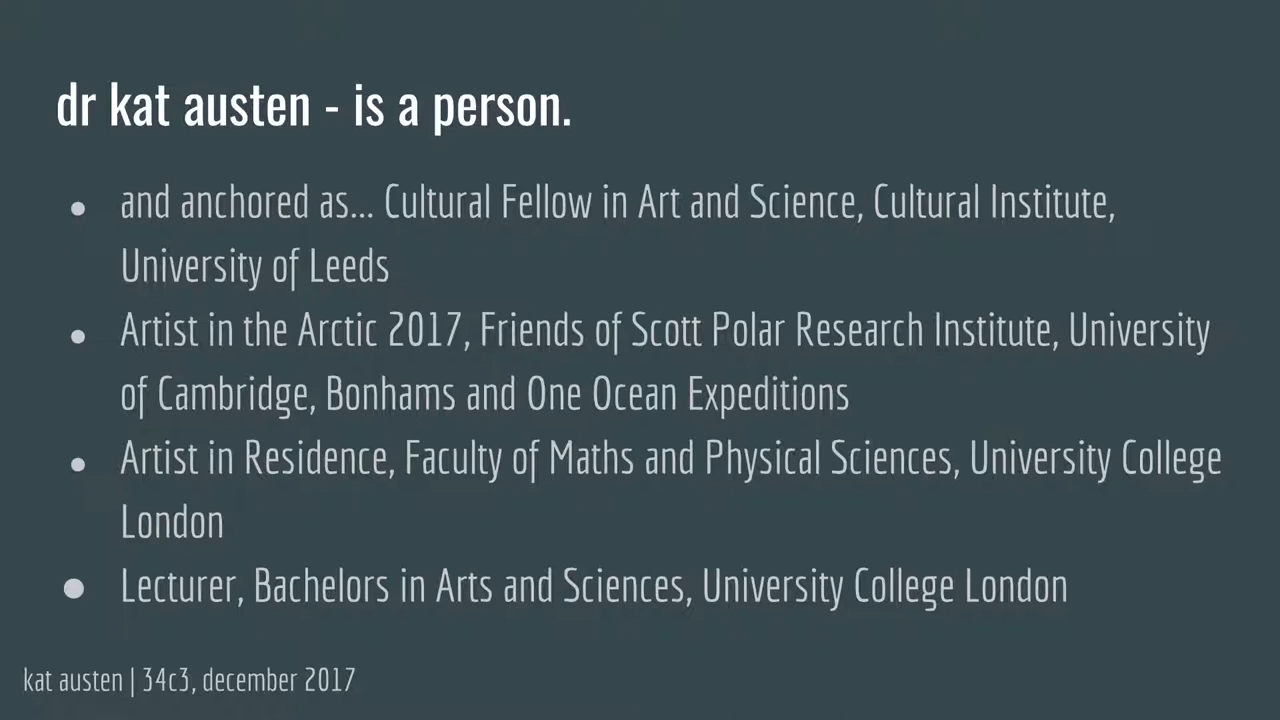 dr kat austen - is a person.
• and anchored as... Cultural Fellow in Art and Science, Cultural Institute,
University of Leeds
• Artist in the Arctic 2017, Friends of Scott Polar Research Institute, University
of Cambridge, Bonhams and One Ocean Expeditions
• Artist in Residence, Faculty of Maths and Physical Sciences, University College
London
• Lecturer, Bachelors in Arts and Sciences, University College London
kat austen | 34c3, december 2017